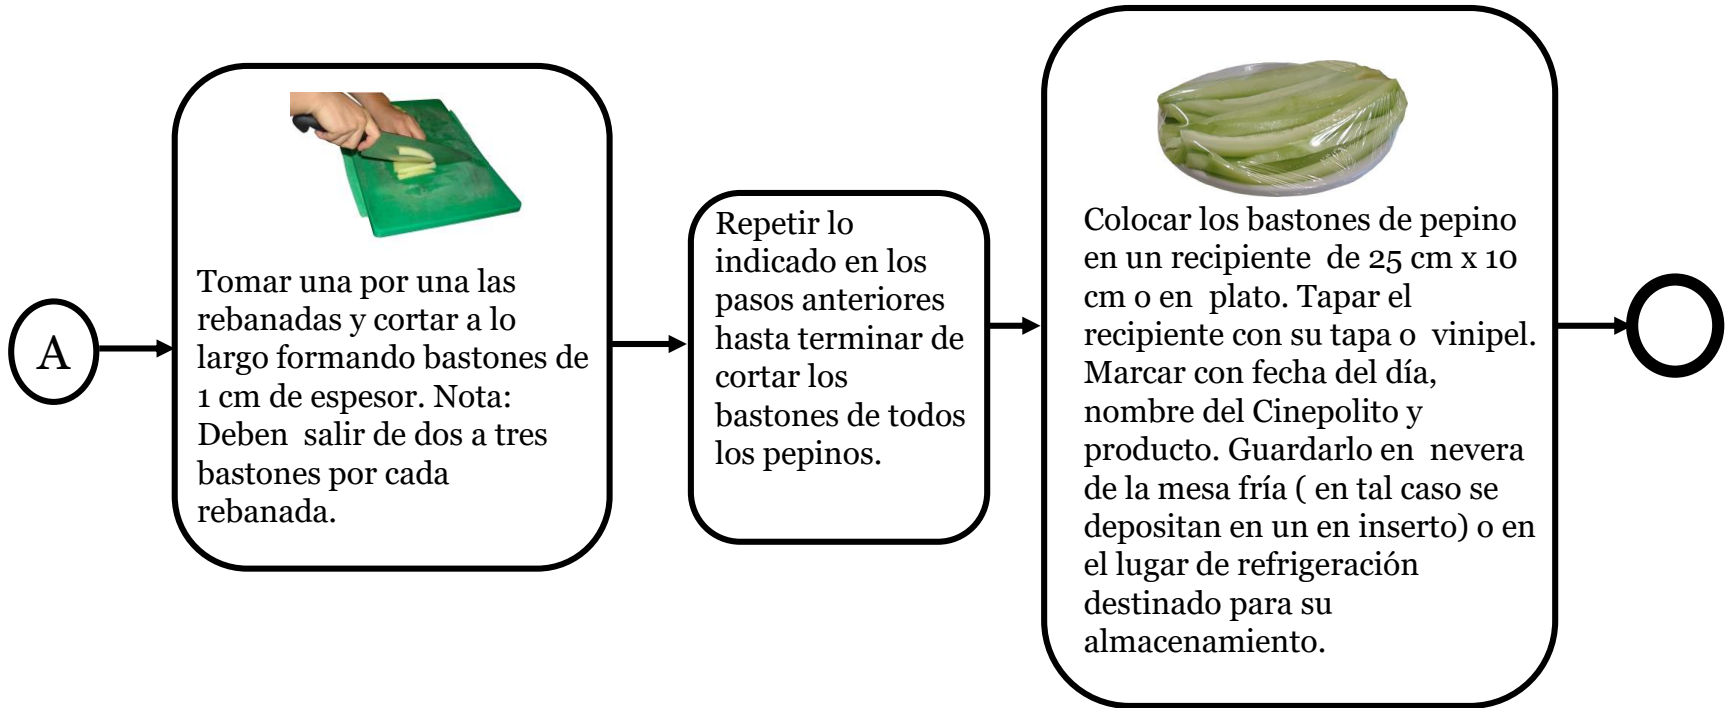 A
Tomar una por una las
rebanadas y cortar a lo
largo formando bastones de
1 cm de espesor. Nota:
Deben salir de dos a tres
bastones por cada
rebanada.
Repetir lo
indicado en los
pasos anteriores
hasta terminar de
cortar los
bastones de todos
los pepinos.
Colocar los bastones de pepino
en un recipiente de 25 cm x 10
cm o en plato. Tapar el
recipiente con su tapa o vinipel.
Marcar con fecha del día,
nombre del Cinepolito y
producto. Guardarlo en nevera
de la mesa fría ( en tal caso se
depositan en un en inserto) o en
el lugar de refrigeración
destinado para su
almacenamiento.